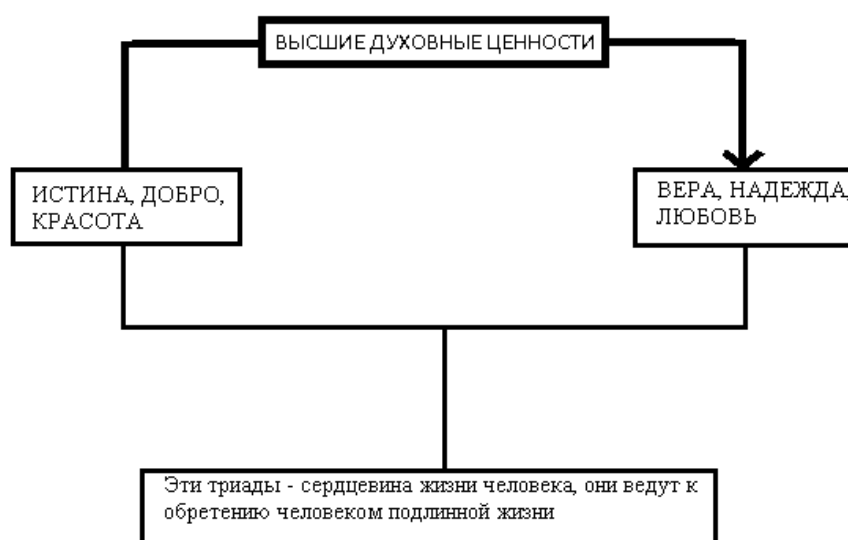 ВЫСШИЕ ДУХОВНЫЕ ЦЕННОСТИ
ИСТИНА, ДОБРО,
КРАСОТА
ВЕРА, НАДЕЖДА,
ЛЮБОВЬ
Эти триады - сердцевина жизни человека, они ведут к
обретению человеком подлинной жизни